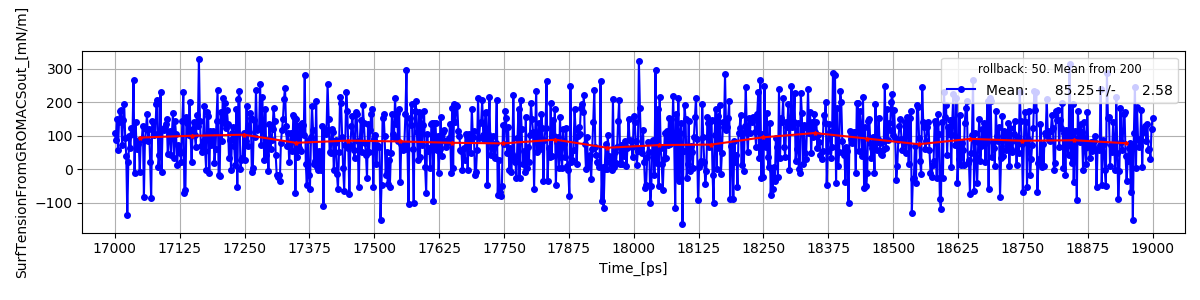 SurfTensionFromGROMACSout_[mN/m]
300
200
100
0
−100
rollback: 50. Mean from 200
Mean: 85.25+/- 2.58
17000 17125 17250 17375 17500 17625 17750 17875 18000 18125 18250 18375 18500 18625 18750 18875 19000
Time_[ps]